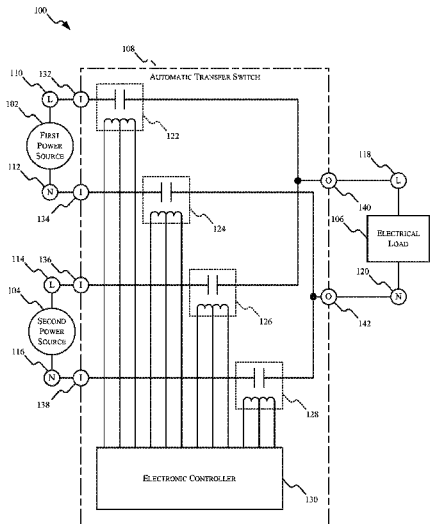 100
108
AUTOMATIC TRANSFER SWITCH
110
132
L
I
102
122
FIRST
POWER
SOURCE
118
L
O
112
140
N
I
134
124
106
ELECTRICAL
LOAD
114
136
120
L
I
104
126
O
N
SECOND
POWER
SOURCE
142
116
N
I
138
128
ELECTRONIC CONTROLLER
130